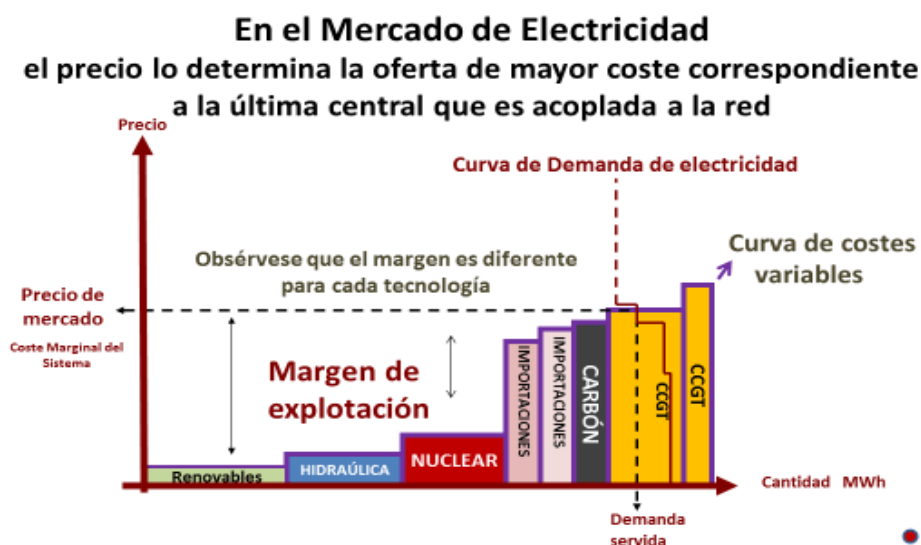 En el Mercado de Electricidad
el precio lo determina la oferta de mayor coste correspondiente
a la última central que es acoplada a la red
Precio
Curva de Demanda de electricidad
Obsérvese que el margen es diferente
para cada tecnología
Curva de costes
variables
Precio de
mercado
Coste Marginal del
Sistema
Margen de
explotación
Renovables
HIDRAÚLICA
NUCLEAR
IMPORTACIONES
IMPORTACIONES
CARBÓN
CCGT
CCGT
Cantidad MWh
Demanda
servida